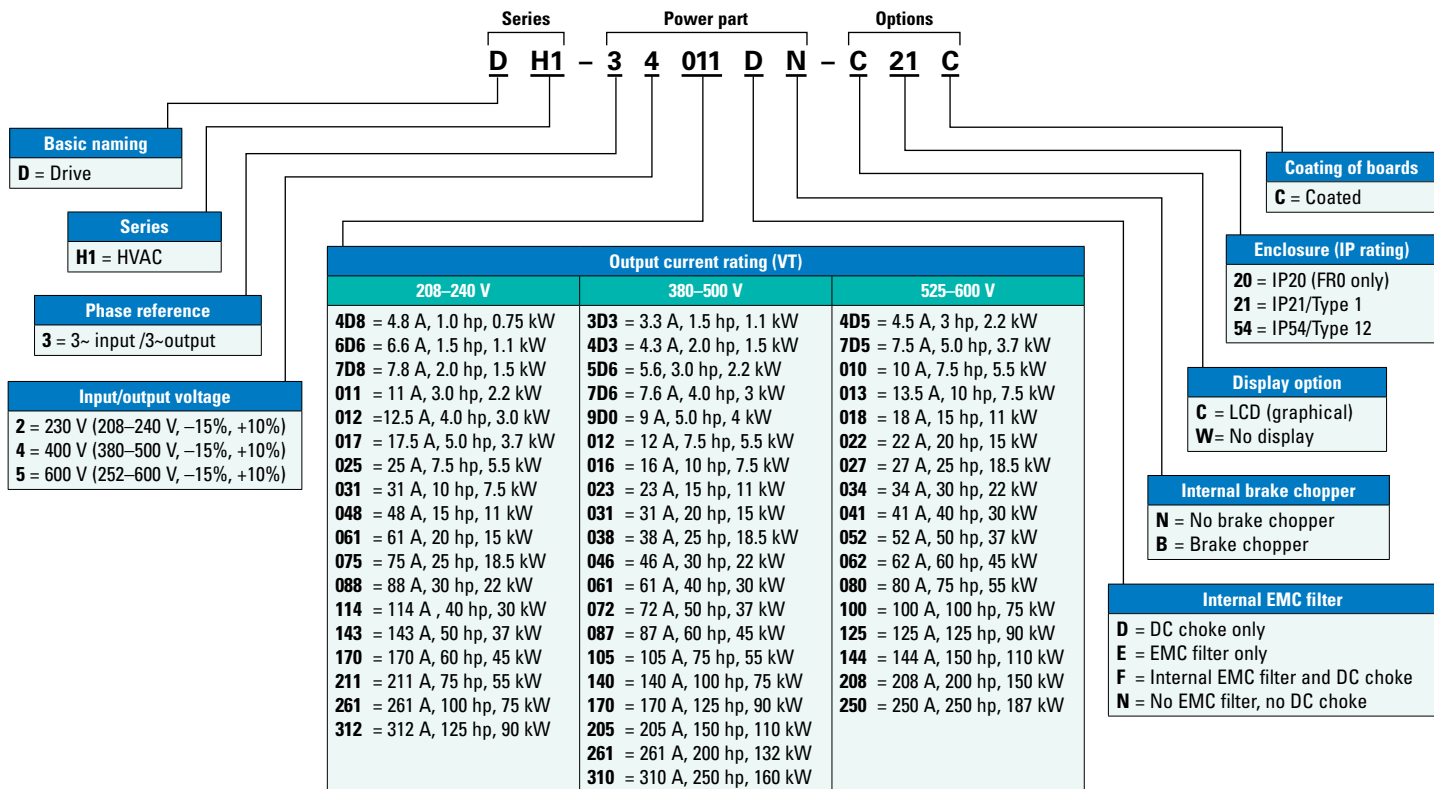 Series Power part Options
D H1 – 3 4 011 D N – C 21 C
Basic naming
D = Drive
Series
H1 = HVAC
Phase reference
3 = 3~ input /3~output
Input/output voltage
2 = 230 V (208–240 V, –15%, +10%)
4 = 400 V (380–500 V, –15%, +10%)
5 = 600 V (252–600 V, –15%, +10%)
Output current rating (VT)
208–240 V
4D8 = 4.8 A, 1.0 hp, 0.75 kW
6D6 = 6.6 A, 1.5 hp, 1.1 kW
7D8 = 7.8 A, 2.0 hp, 1.5 kW
011 = 11 A, 3.0 hp, 2.2 kW
012 =12.5 A, 4.0 hp, 3.0 kW
017 = 17.5 A, 5.0 hp, 3.7 kW
025 = 25 A, 7.5 hp, 5.5 kW
031 = 31 A, 10 hp, 7.5 kW
048 = 48 A, 15 hp, 11 kW
061 = 61 A, 20 hp, 15 kW
075 = 75 A, 25 hp, 18.5 kW
088 = 88 A, 30 hp, 22 kW
114 = 114 A , 40 hp, 30 kW
143 = 143 A, 50 hp, 37 kW
170 = 170 A, 60 hp, 45 kW
211 = 211 A, 75 hp, 55 kW
261 = 261 A, 100 hp, 75 kW
312 = 312 A, 125 hp, 90 kW
380–500 V
3D3 = 3.3 A, 1.5 hp, 1.1 kW
4D3 = 4.3 A, 2.0 hp, 1.5 kW
5D6 = 5.6, 3.0 hp, 2.2 kW
7D6 = 7.6 A, 4.0 hp, 3 kW
9D0 = 9 A, 5.0 hp, 4 kW
012 = 12 A, 7.5 hp, 5.5 kW
016 = 16 A, 10 hp, 7.5 kW
023 = 23 A, 15 hp, 11 kW
031 = 31 A, 20 hp, 15 kW
038 = 38 A, 25 hp, 18.5 kW
046 = 46 A, 30 hp, 22 kW
061 = 61 A, 40 hp, 30 kW
072 = 72 A, 50 hp, 37 kW
087 = 87 A, 60 hp, 45 kW
105 = 105 A, 75 hp, 55 kW
140 = 140 A, 100 hp, 75 kW
170 = 170 A, 125 hp, 90 kW
205 = 205 A, 150 hp, 110 kW
261 = 261 A, 200 hp, 132 kW
310 = 310 A, 250 hp, 160 kW
525–600 V
4D5 = 4.5 A, 3 hp, 2.2 kW
7D5 = 7.5 A, 5.0 hp, 3.7 kW
010 = 10 A, 7.5 hp, 5.5 kW
013 = 13.5 A, 10 hp, 7.5 kW
018 = 18 A, 15 hp, 11 kW
022 = 22 A, 20 hp, 15 kW
027 = 27 A, 25 hp, 18.5 kW
034 = 34 A, 30 hp, 22 kW
041 = 41 A, 40 hp, 30 kW
052 = 52 A, 50 hp, 37 kW
062 = 62 A, 60 hp, 45 kW
080 = 80 A, 75 hp, 55 kW
100 = 100 A, 100 hp, 75 kW
125 = 125 A, 125 hp, 90 kW
144 = 144 A, 150 hp, 110 kW
208 = 208 A, 200 hp, 150 kW
250 = 250 A, 250 hp, 187 kW
Coating of boards
C = Coated
Enclosure (IP rating)
20 = IP20 (FR0 only)
21 = IP21/Type 1
54 = IP54/Type 12
Display option
C = LCD (graphical)
W= No display
Internal brake chopper
N = No brake chopper
B = Brake chopper
Internal EMC filter
D = DC choke only
E = EMC filter only
F = Internal EMC filter and DC choke
N = No EMC filter, no DC choke